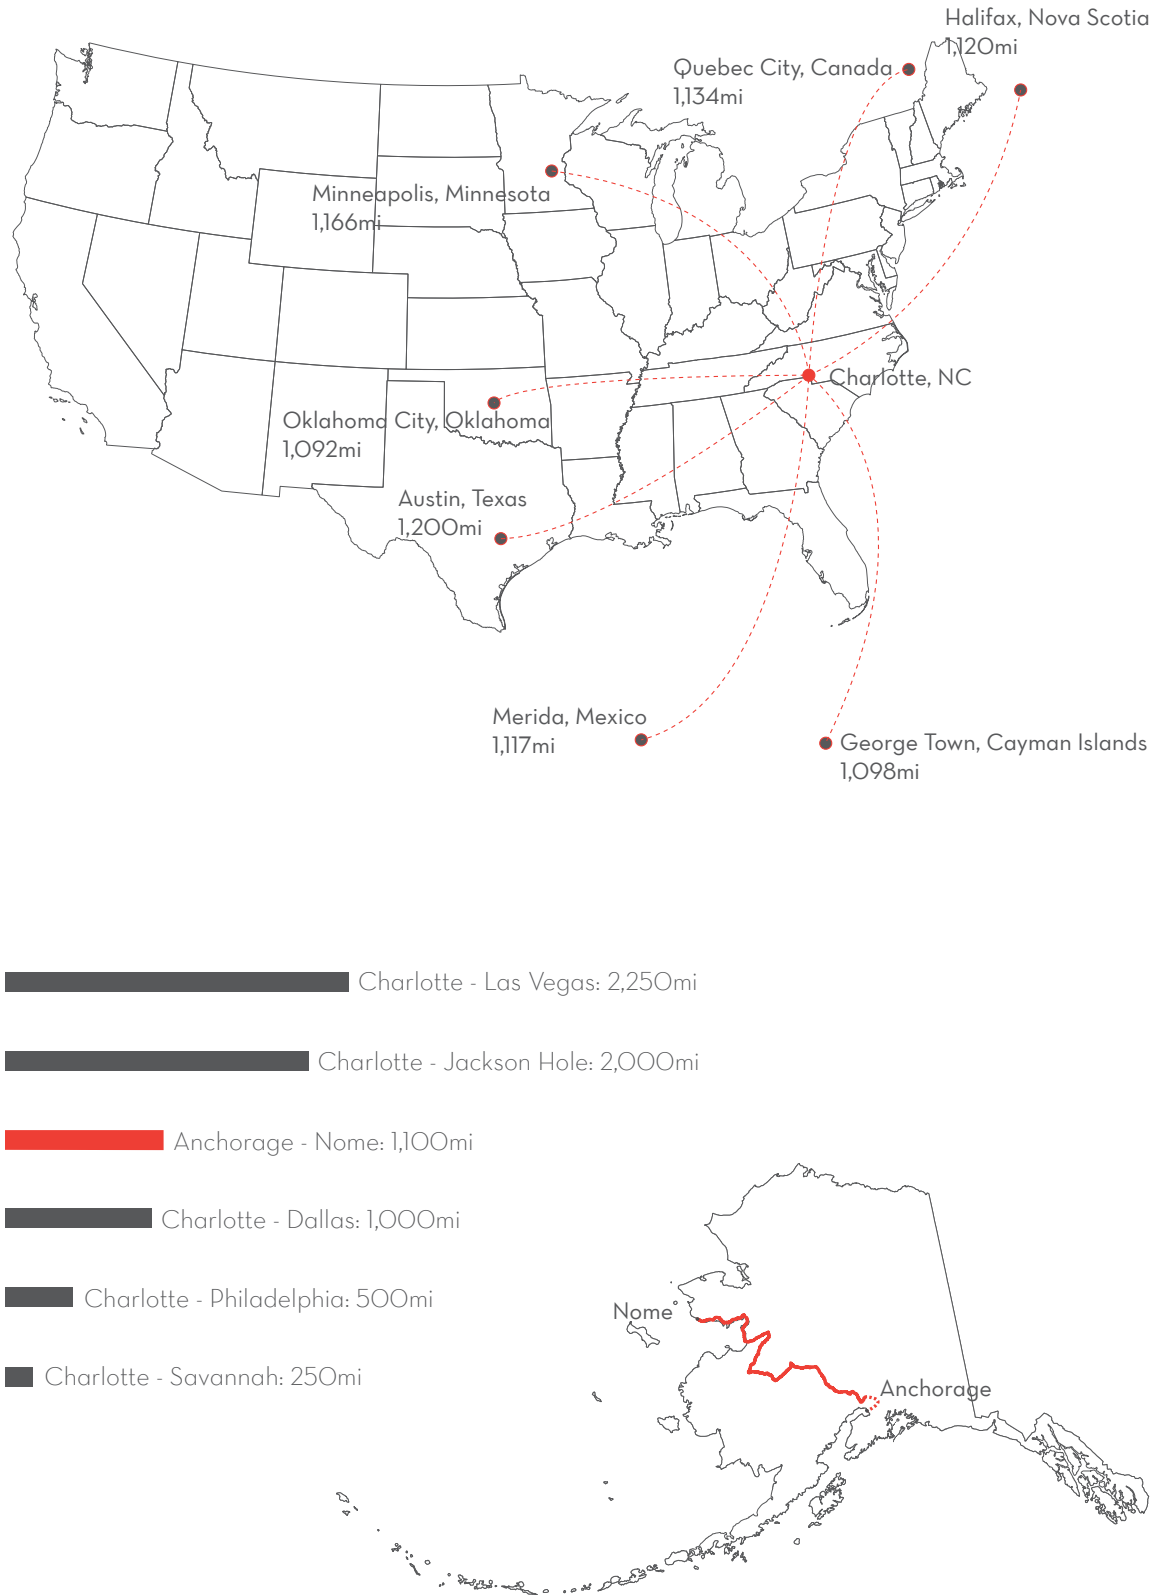 Halifax, Nova Scotia
1,120mi
Quebec City, Canada
1,134mi
Minneapolis, Minnesota
1,166mi
Charlotte, NC
Oklahoma City, Oklahoma
1,092mi
Austin, Texas
1,200mi
Merida, Mexico
1,117mi
George Town, Cayman Islands
1,098mi
Charlotte - Las Vegas: 2,250mi
Charlotte - Jackson Hole: 2,000mi
Anchorage - Nome: 1,100mi
Charlotte - Dallas: 1,000mi
Charlotte - Philadelphia: 500mi
Charlotte - Savannah: 250mi
Nome
Anchorage